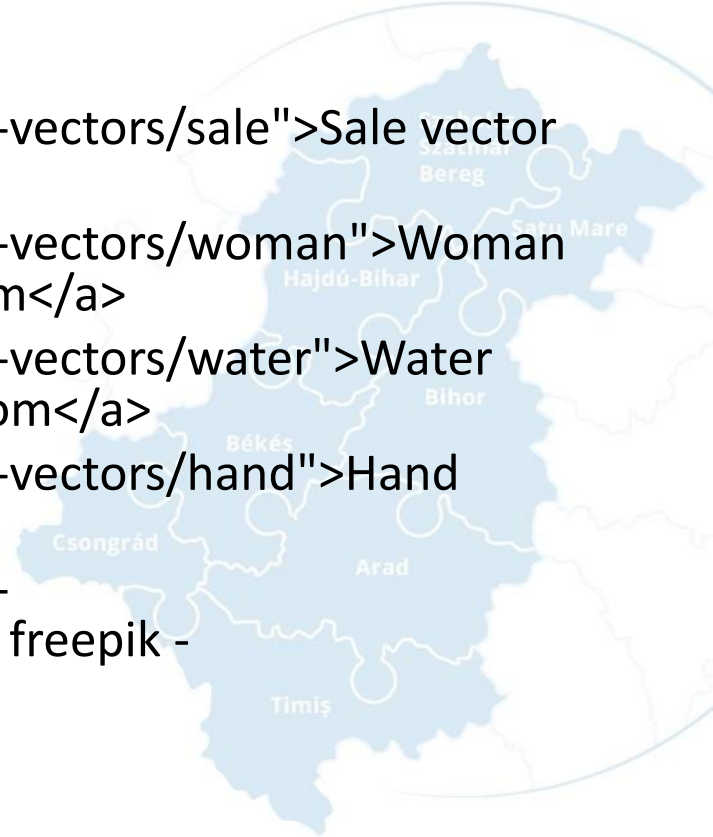 -vectors/sale">Sale vector
Szatmár
Bereg
-vectors/woman">Woman
Satu Mare
m</a>
Hajdú-Bihar
-vectors/water">Water
om</a>
Bihor
Békés
-vectors/hand">Hand
Csongrád
Arad
-
freepik -
Timiș